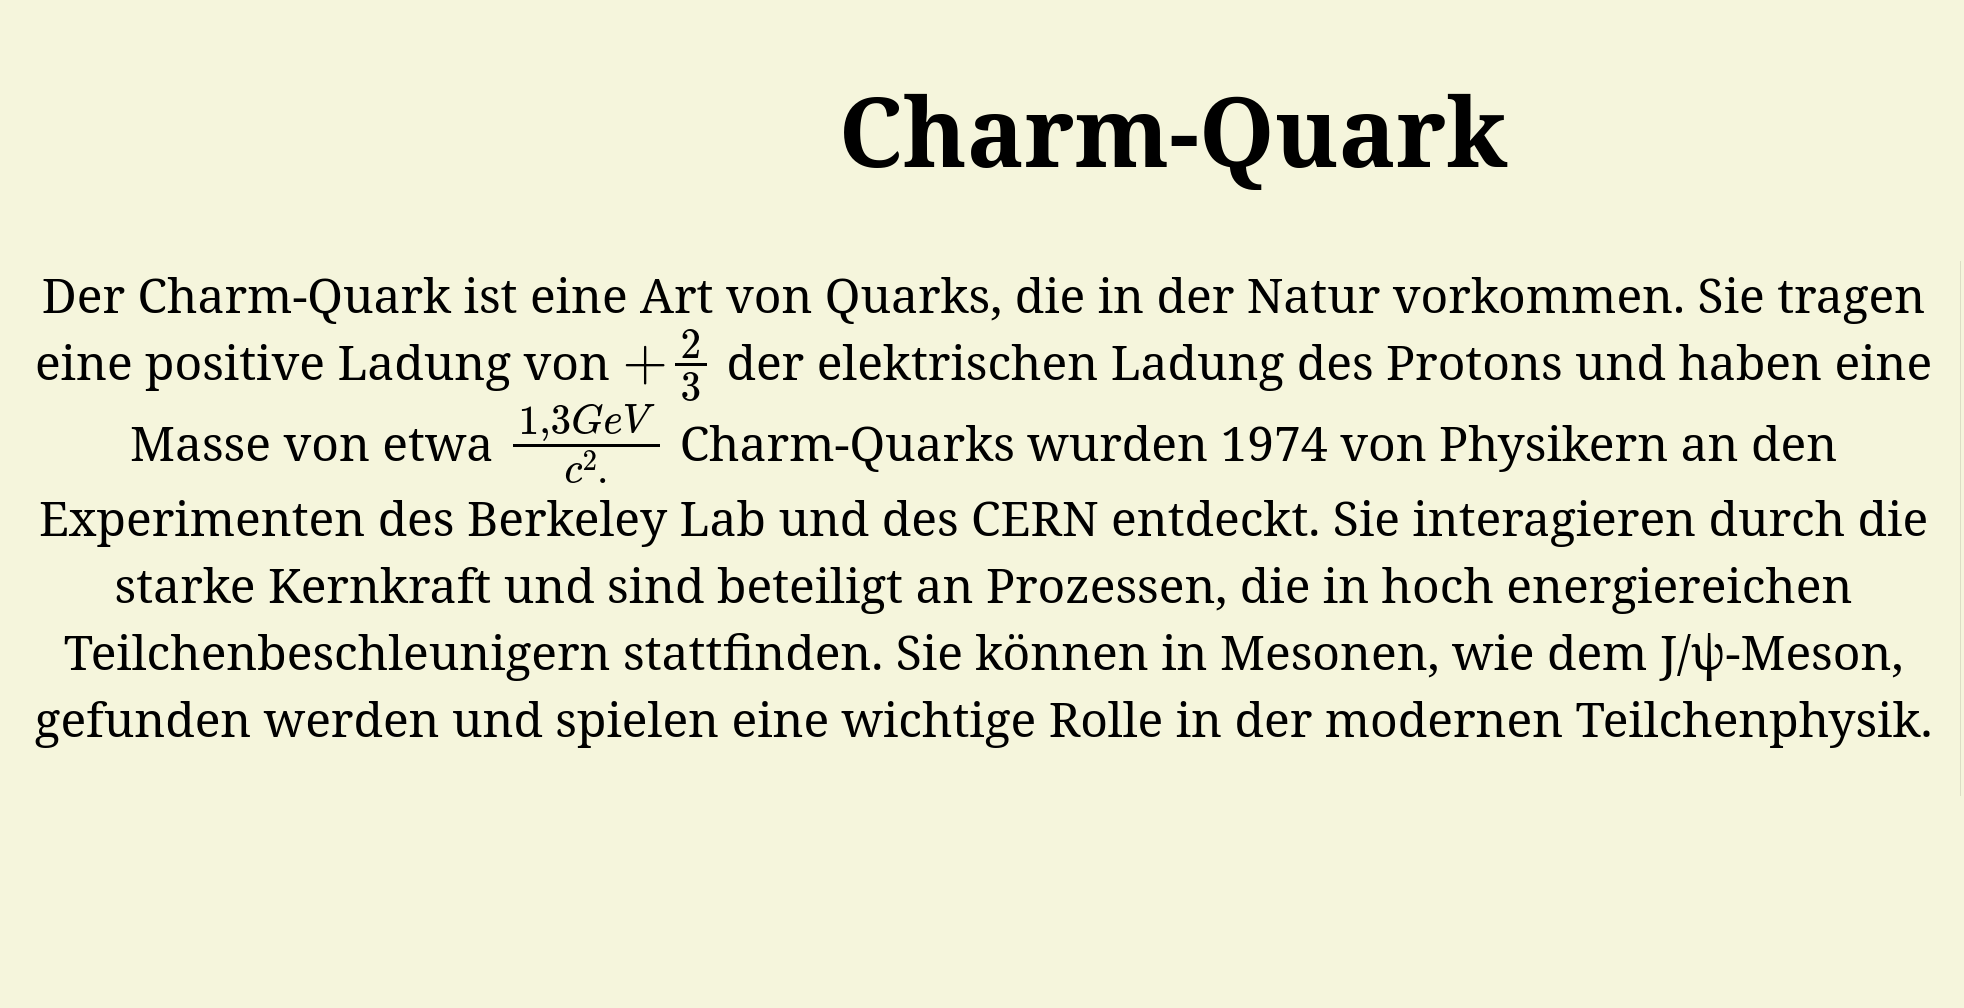 Charm-Quark
Der Charm-Quark ist eine Art von Quarks, die in der Natur vorkommen. Sie tragen
eine positive Ladung von +2/3 der elektrischen Ladung des Protons und haben eine
Masse von etwa 1,3GeV/c². Charm-Quarks wurden 1974 von Physikern an den
Experimenten des Berkeley Lab und des CERN entdeckt. Sie interagieren durch die
starke Kernkraft und sind beteiligt an Prozessen, die in hoch energiereichen
Teilchenbeschleunigern stattfinden. Sie können in Mesonen, wie dem J/ψ-Meson,
gefunden werden und spielen eine wichtige Rolle in der modernen Teilchenphysik.